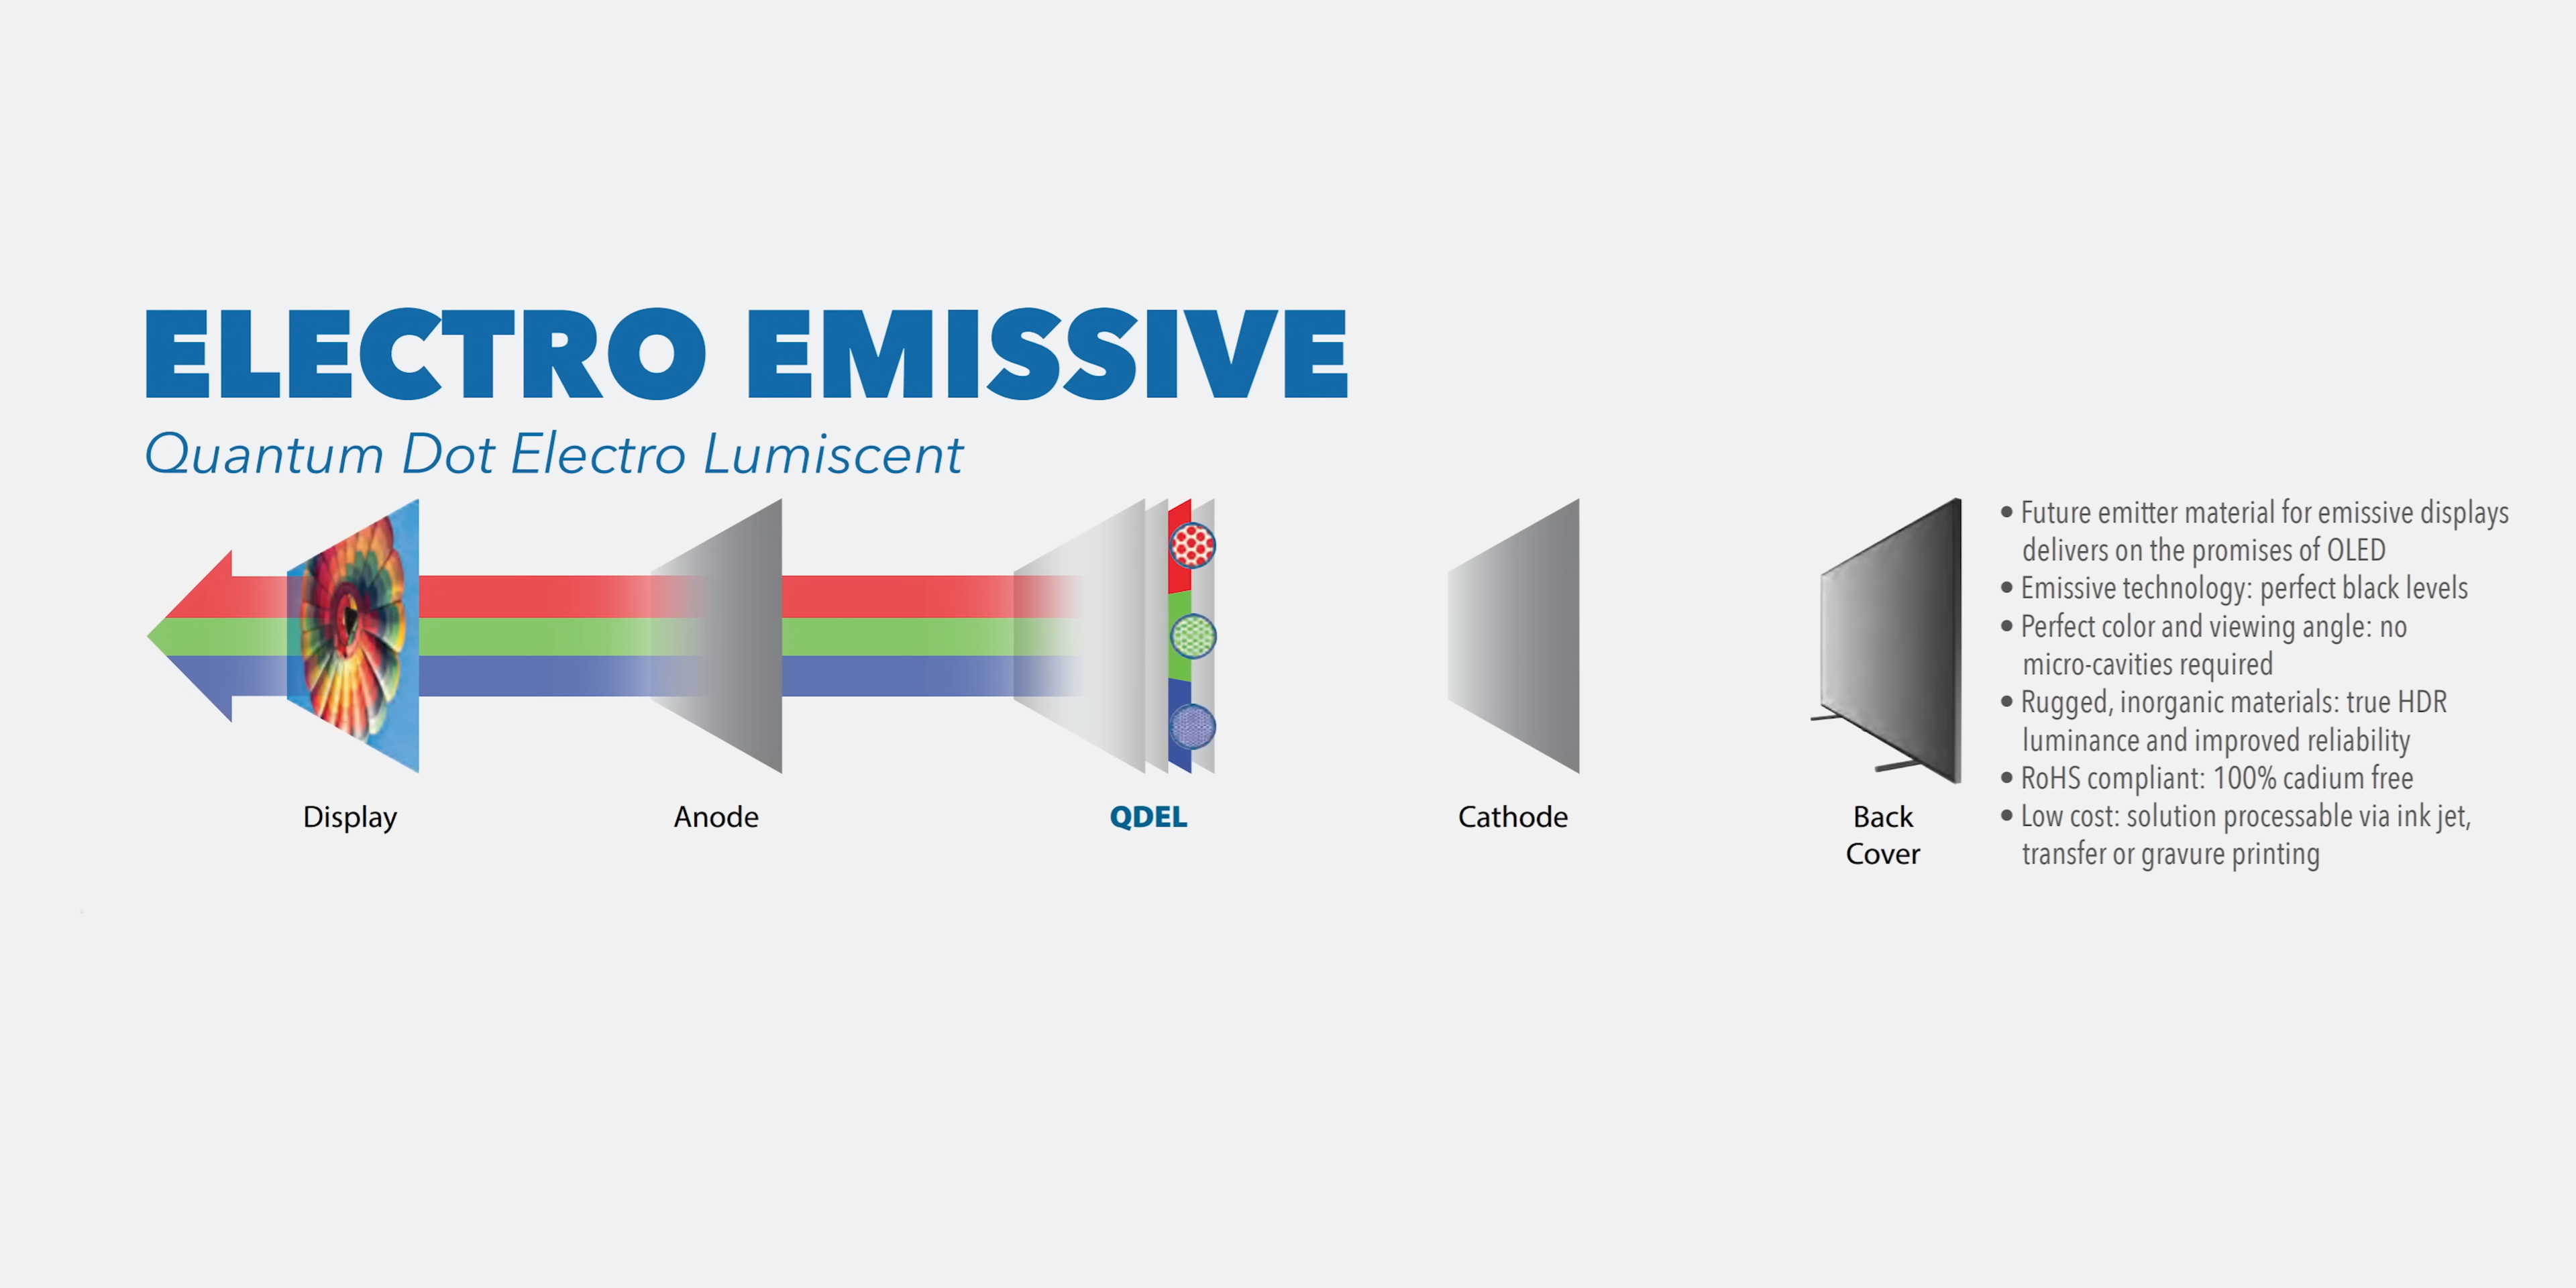 ELECTRO EMISSIVE
Quantum Dot Electro Lumiscent
Display
Anode
QDEL
Cathode
Back
Cover
• Future emitter material for emissive displays
delivers on the promises of OLED
• Emissive technology: perfect black levels
• Perfect color and viewing angle: no
micro-cavities required
• Rugged, inorganic materials: true HDR
luminance and improved reliability
• RoHS compliant: 100% cadium free
• Low cost: solution processable via ink jet,
transfer or gravure printing